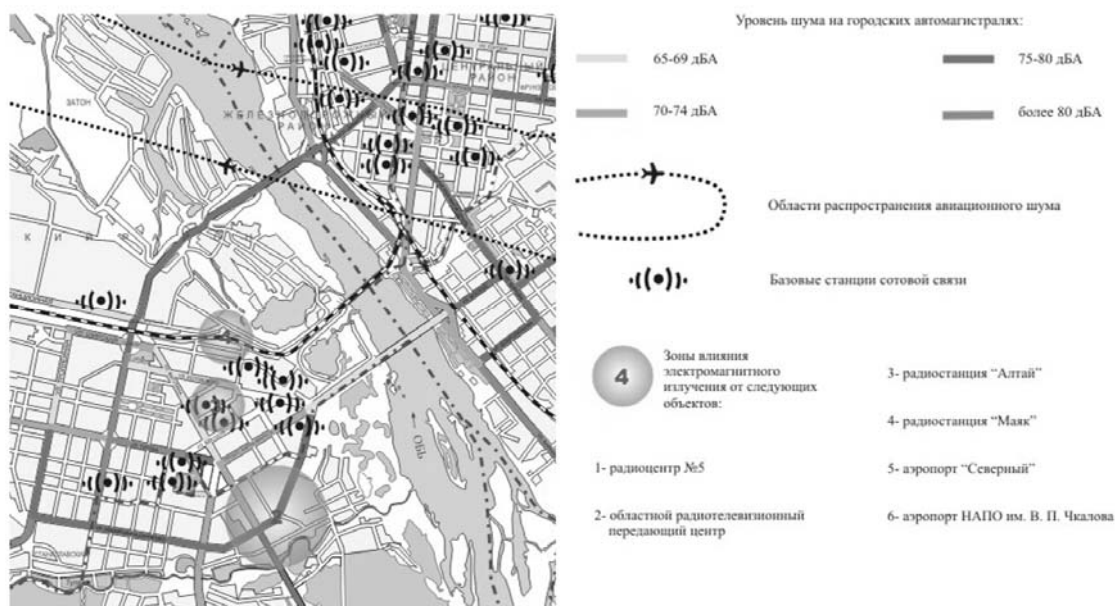 ЗАТОН
ЖЕЛЕЗНОДОРОЖНЫЙ
РАЙОН
РАЙОН
К И Р
← ОБЬ
Уровень шума на городских автомагистралях:
65-69 дБА
75-80 дБА
70-74 дБА
более 80 дБА
Области распространения авиационного шума
Базовые станции сотовой связи
4
Зоны влияния
электромагнитного
излучения от следующих
объектов:
1- радиоцентр №5
2- областной радиотелевизионный
передающий центр
3- радиостанция “Алтай”
4- радиостанция “Маяк”
5- аэропорт “Северный”
6- аэропорт НАПО им. В. П. Чкалова